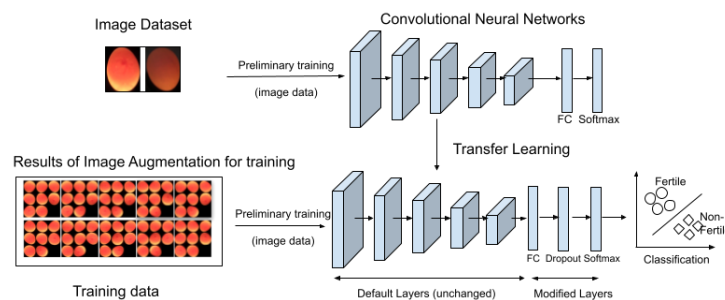 Image Dataset
Convolutional Neural Networks
Preliminary training
(image data)
FC
Softmax
Transfer Learning
Results of Image Augmentation for training
Preliminary training
(image data)
FC
Dropout
Softmax
Fertile
Non-
Fertil
Classification
Training data
Default Layers (unchanged)
Modified Layers